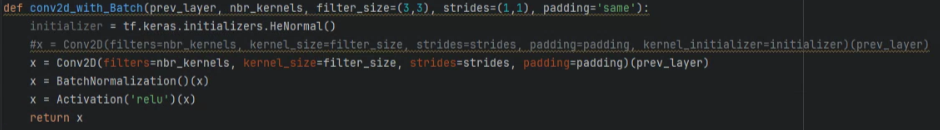 def conv2d_with_Batch(prev_layer, nbr_kernels, filter_size=(3,3), strides=(1,1), padding='same'):
    initializer = tf.keras.initializers.HeNormal()
    #x = Conv2D(filters=nbr_kernels, kernel_size=filter_size, strides=strides, padding=padding, kernel_initializer=initializer)(prev_layer)
    x = Conv2D(filters=nbr_kernels, kernel_size=filter_size, strides=strides, padding=padding)(prev_layer)
    x = BatchNormalization()(x)
    x = Activation('relu')(x)
    return x